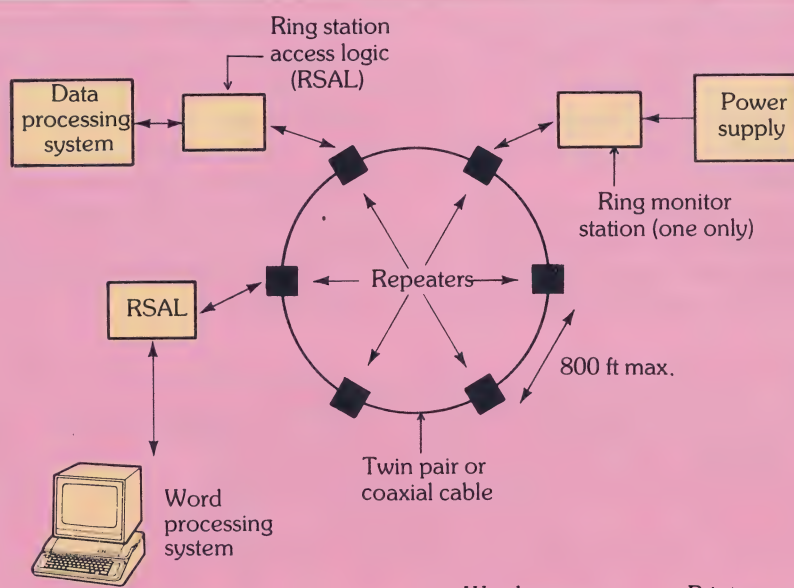 Ring station
access logic
(RSAL)
Data
processing
system
Power
supply
Ring monitor
station (one only)
Repeaters
RSAL
800 ft max.
Twin pair or
coaxial cable
Word
processing
system